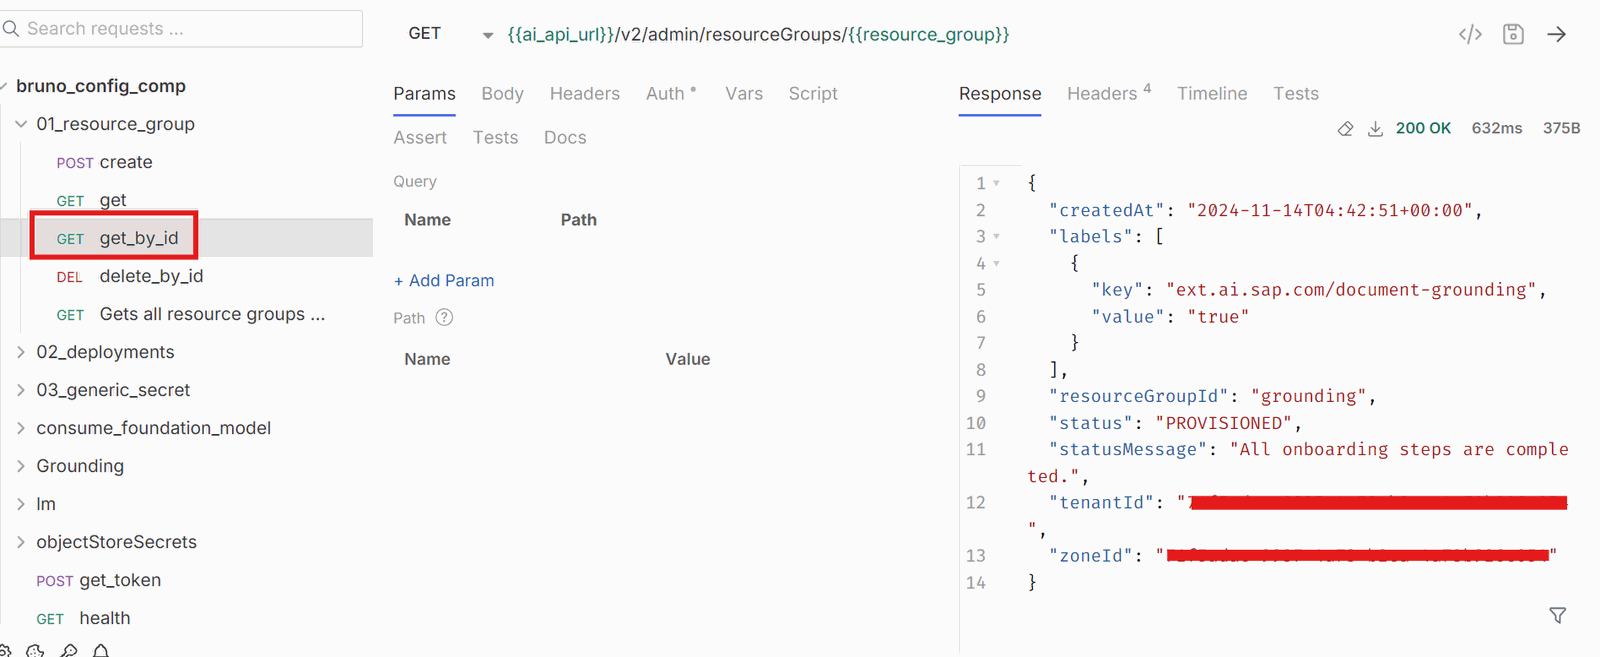 Search requests ...
bruno_config_comp
01_resource_group
POST create
GET get
GET get_by_id
DEL delete_by_id
GET Gets all resource groups ...
02_deployments
03_generic_secret
consume_foundation_model
Grounding
lm
objectStoreSecrets
POST get_token
GET health
GET {{ai_api_url}}/v2/admin/resourceGroups/{{resource_group}}
Params Body Headers Auth Vars Script
Assert Tests Docs
Query
Name Path
+ Add Param
Path ?
Name Value
Response Headers 4 Timeline Tests
200 OK 632ms 375B
1 {
2 "createdAt": "2024-11-14T04:42:51+00:00",
3 "labels": [
4 {
5 "key": "ext.ai.sap.com/document-grounding",
6 "value": "true"
7 }
8 ],
9 "resourceGroupId": "grounding",
10 "status": "PROVISIONED",
11 "statusMessage": "All onboarding steps are comple
ted.",
12 "tenantId": "
",
13 "zoneId": " "
14 }